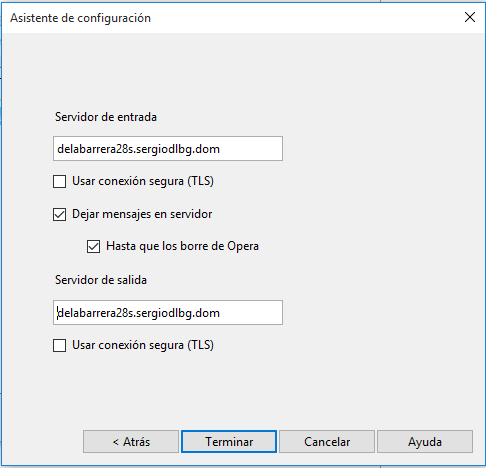 Asistente de configuración
Servidor de entrada
delabarrera28s.sergiodlbg.dom
Usar conexión segura (TLS)
Dejar mensajes en servidor
Hasta que los borre de Opera
Servidor de salida
delabarrera28s.sergiodlbg.dom
Usar conexión segura (TLS)
< Atrás Terminar Cancelar Ayuda